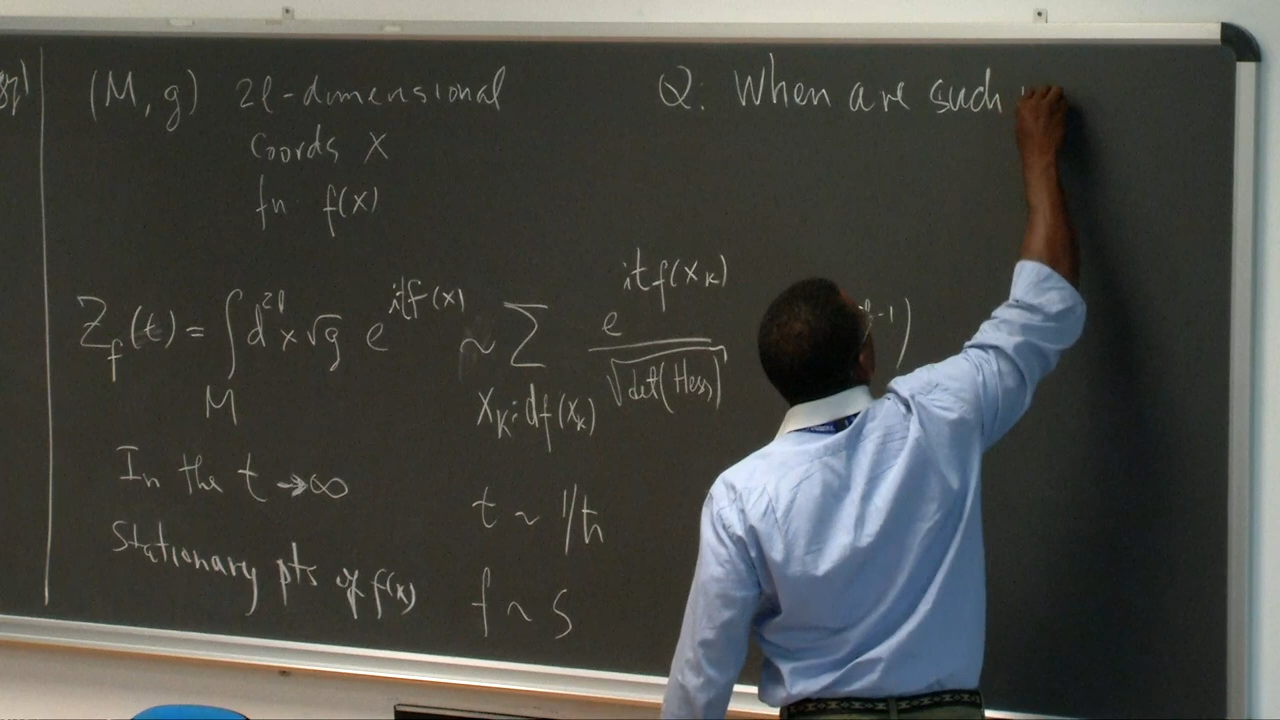 (M, g) 2l-dimensional
coords X
fn f(x)
Z_f(t) = ∫_M d^{2l}x √g e^{itf(x)} ~ ∑_{x_k: df(x_k)} e^{itf(x_k)} / √det(Hess)
-1)
In the t → ∞
Stationary pts of f(x)
t ~ 1/ħ
f ~ S
Q: When are such